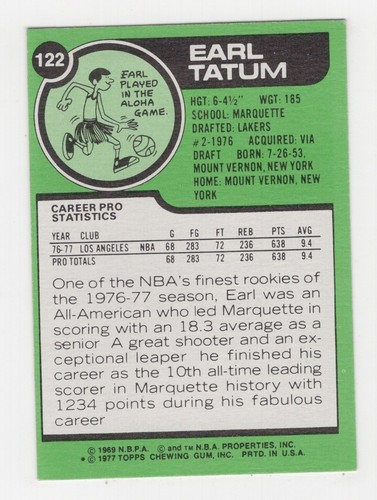 122
EARL
PLAYED
IN THE
ALOHA
GAME.
EARL
TATUM
HGT: 6-4½" WGT: 185
SCHOOL: MARQUETTE
DRAFTED: LAKERS
#2-1976 ACQUIRED: VIA
DRAFT BORN: 7-26-53,
MOUNT VERNON, NEW YORK
HOME: MOUNT VERNON, NEW
YORK
CAREER PRO
STATISTICS
YEAR CLUB G FG FT REB PTS AVG
76-77 LOS ANGELES NBA 68 283 72 236 638 9.4
PRO TOTALS 68 283 72 236 638 9.4
One of the NBA's finest rookies of
the 1976-77 season, Earl was an
All-American who led Marquette in
scoring with an 18.3 average as a
senior A great shooter and an ex-
ceptional leaper he finished his
career as the 10th all-time leading
scorer in Marquette history with
1234 points during his fabulous
career
© 1969 N.B.P.A. © and ™ N.B.A. PROPERTIES, INC.
* © 1977 TOPPS CHEWING GUM, INC. PRTD. IN U.S.A.